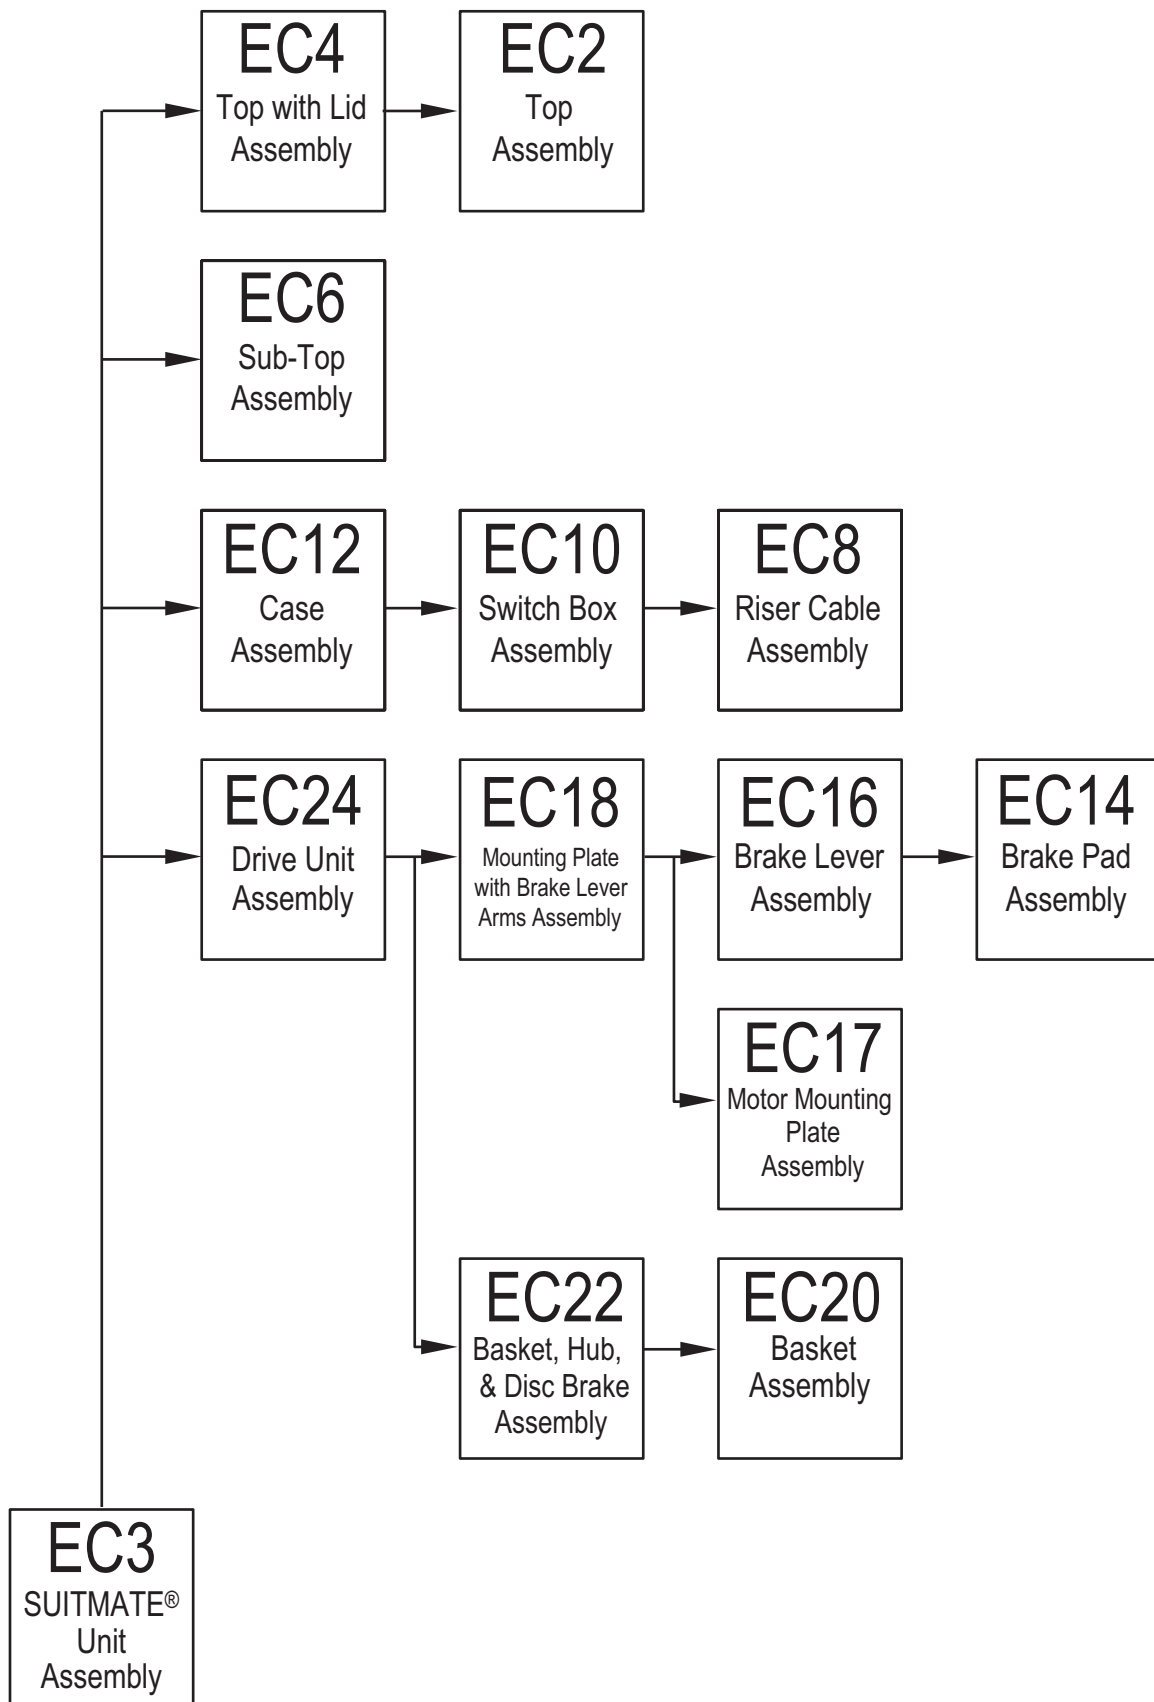 EC4
Top with Lid
Assembly
EC2
Top
Assembly
EC6
Sub-Top
Assembly
EC12
Case
Assembly
EC10
Switch Box
Assembly
EC8
Riser Cable
Assembly
EC24
Drive Unit
Assembly
EC18
Mounting Plate
with Brake Lever
Arms Assembly
EC16
Brake Lever
Assembly
EC14
Brake Pad
Assembly
EC17
Motor Mounting
Plate
Assembly
EC22
Basket, Hub,
& Disc Brake
Assembly
EC20
Basket
Assembly
EC3
SUITMATE®
Unit
Assembly